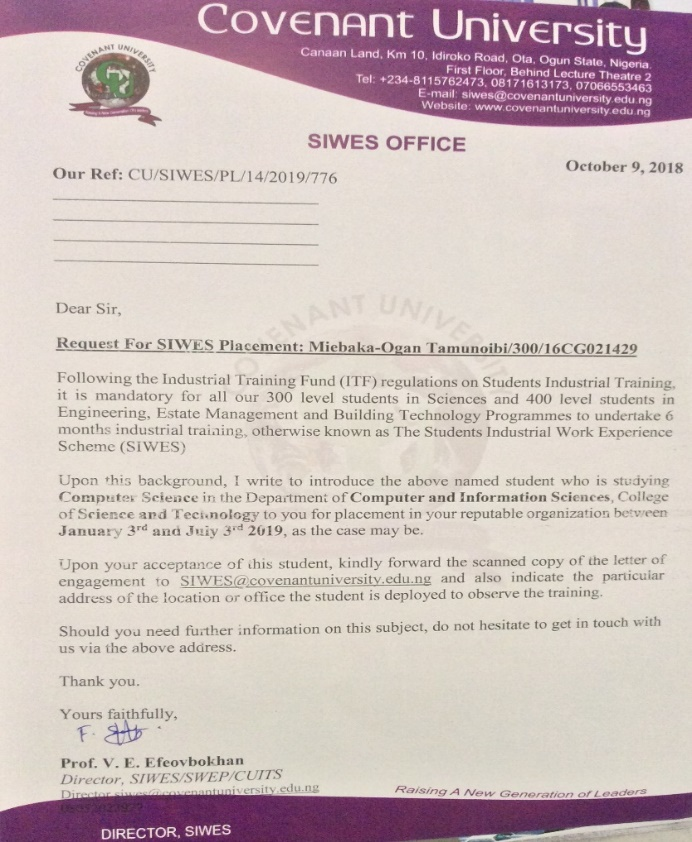 Covenant University
Canaan Land, Km 10, Idiroko Road, Ota, Ogun State, Nigeria.
First Floor, Behind Lecture Theatre 2
Tel: +234-8115762473, 08171613173, 07066553463
E-mail: siwes@covenantuniversity.edu.ng
Website: www.covenantuniversity.edu.ng
COVENANT UNIVERSITY
SIWES OFFICE
October 9, 2018
Our Ref: CU/SIWES/PL/14/2019/776
Dear Sir,
Request For SIWES Placement: Miebaka-Ogan Tamunoibi/300/16CG021429
Following the Industrial Training Fund (ITF) regulations on Students Industrial Training,
it is mandatory for all our 300 level students in Sciences and 400 level students in
Engineering, Estate Management and Building Technology Programmes to undertake 6
months industrial training, otherwise known as The Students Industrial Work Experience
Scheme (SIWES)
Upon this background, I write to introduce the above named student who is studying
Computer Science in the Department of Computer and Information Sciences, College
of Science and Technology to you for placement in your reputable organization between
January 3rd and July 3rd 2019, as the case may be.
Upon your acceptance of this student, kindly forward the scanned copy of the letter of
engagement to SIWES@covenantuniversity.edu.ng and also indicate the particular
address of the location or office the student is deployed to observe the training.
Should you need further information on this subject, do not hesitate to get in touch with
us via the above address.
Thank you.
Yours faithfully,
F.
Prof. V. E. Efeovbokhan
Director, SIWES/SWEP/CUITS
Director.siwes@covenantuniversity.edu.ng
Raising A New Generation of Leaders
DIRECTOR, SIWES